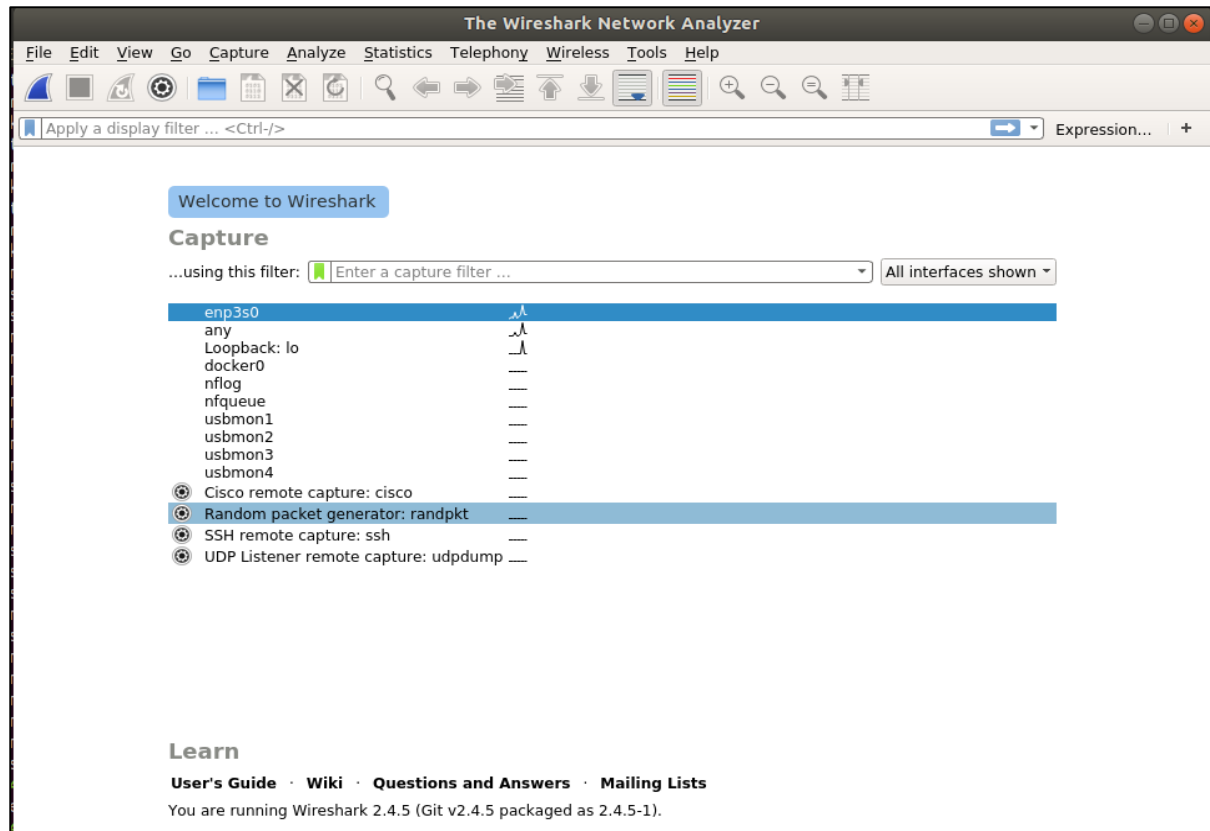 The Wireshark Network Analyzer
File Edit View Go Capture Analyze Statistics Telephony Wireless Tools Help
Apply a display filter ... <Ctrl-/> Expression... +
Welcome to Wireshark
Capture
...using this filter: Enter a capture filter ... All interfaces shown
enp3s0
any
Loopback: lo
docker0
nflog
nfqueue
usbmon1
usbmon2
usbmon3
usbmon4
Cisco remote capture: cisco
Random packet generator: randpkt
SSH remote capture: ssh
UDP Listener remote capture: udpdump
Learn
User's Guide · Wiki · Questions and Answers · Mailing Lists
You are running Wireshark 2.4.5 (Git v2.4.5 packaged as 2.4.5-1).